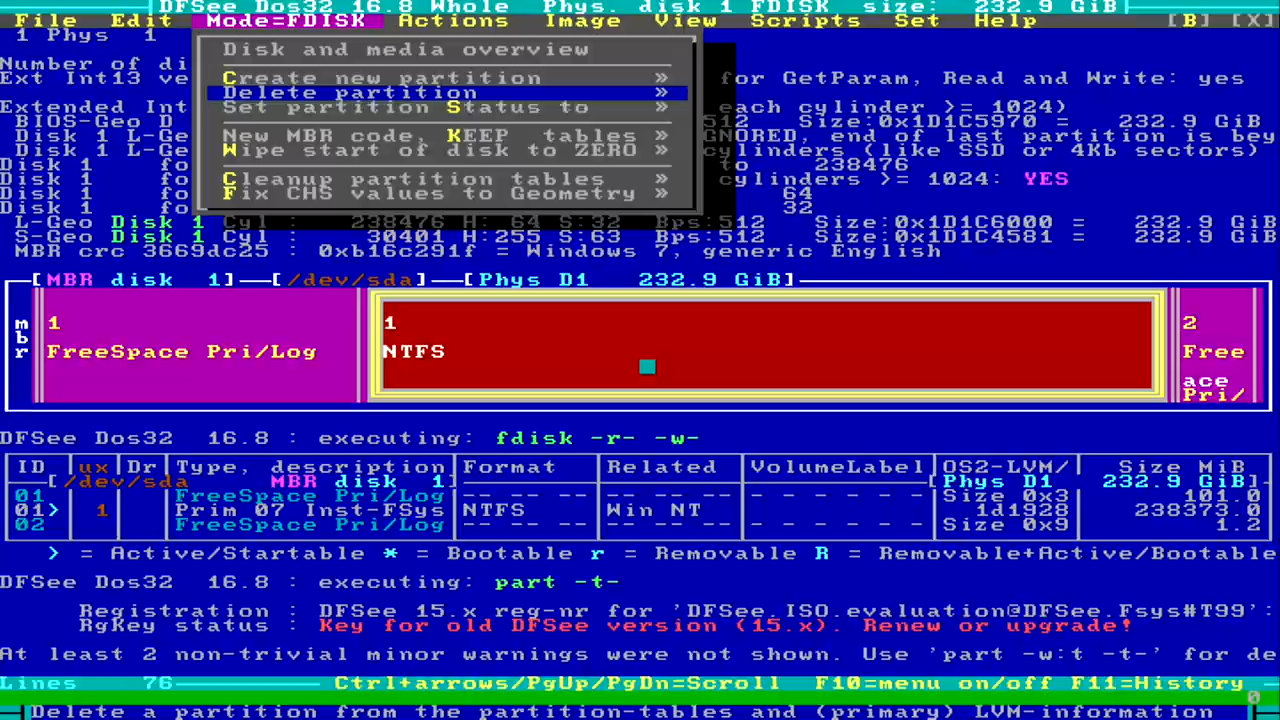 DFSee Dos32 16.8 Whole Phys. disk 1 FDISK size: 232.9 GiB
File Edit Mode=FDISK Actions Image View Scripts Set Help [B] [X]
1 Phys 1
Disk and media overview
Number of di
Ext Int13 ve
Create new partition »
for GetParam, Read and Write: yes
Delete partition »
Extended Int
Set partition Status to »
each cylinder >= 1024)
BIOS-Geo D
512 Size:0x1D1C5970 = 232.9 GiB
Disk 1 L-Ge
New MBR code, KEEP tables »
GNORED, end of last partition is bey
Disk 1 L-Ge
Wipe start of disk to ZERO »
cylinders (like SSD or 4Kb sectors)
Disk 1 fo
to 238476
Disk 1 fo
Cleanup partition tables »
cylinders >= 1024: YES
Disk 1 fo
Fix CHS values to Geometry »
64
Disk 1 fo
32
L-Geo Disk 1 Cyl : 238476 H: 64 S:32 Bps:512 Size:0x1D1C6000 = 232.9 GiB
S-Geo Disk 1 Cyl : 30401 H:255 S:63 Bps:512 Size:0x1D1C4581 = 232.9 GiB
MBR crc 3669dc25 : 0xb16c291f = Windows 7, generic English
[MBR disk 1]—[/dev/sda]—[Phys D1 232.9 GiB]
mbr
1
FreeSpace Pri/Log
1
NTFS
2
Free
ace
Pri/
DFSee Dos32 16.8 : executing: fdisk -r- -w-
ID ux Dr Type, description Format Related VolumeLabel OS2-LVM/ Size MiB
[/dev/sda MBR disk 1] [Phys D1 232.9 GiB]
01 FreeSpace Pri/Log -- -- -- -- -- -- - - - - - - Size 0x3 101.0
01> 1 Prim 07 Inst-FSys NTFS Win NT 1d1928 238373.0
02 FreeSpace Pri/Log -- -- -- -- -- -- - - - - - - Size 0x9 1.2
> = Active/Startable * = Bootable r = Removable R = Removable+Active/Bootable
DFSee Dos32 16.8 : executing: part -t-
Registration : DFSee 15.x reg-nr for 'DFSee.ISO.evaluation@DFSee.Fsys#T99':
RgKey status : Key for old DFSee version (15.x). Renew or upgrade!
At least 2 non-trivial minor warnings were not shown. Use 'part -w:t -t-' for de
Lines 76 Ctrl+arrows/PgUp/PgDn=Scroll F10=menu on/off F11=History
0
Delete a partition from the partition-tables and (primary) LVM-information